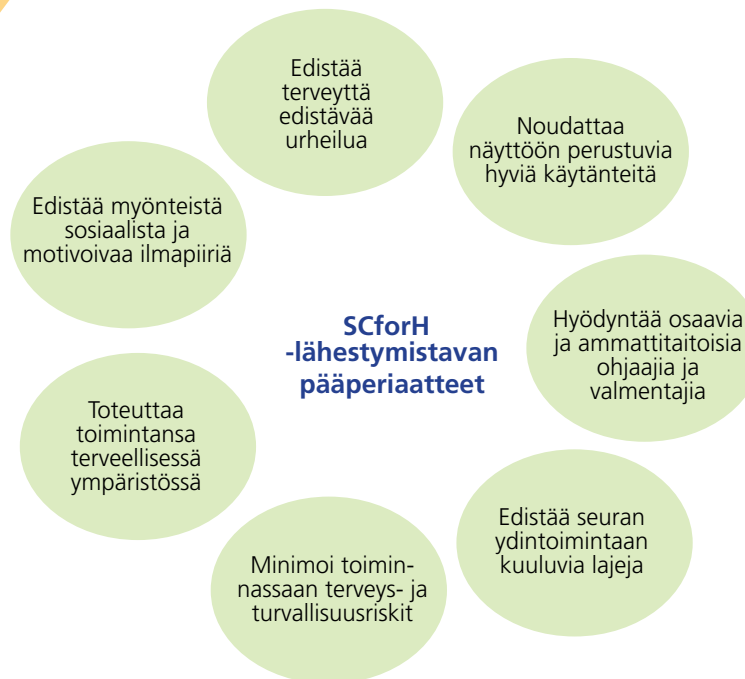 Edistää
terveyttä
edistävää
urheilua
Noudattaa
näyttöön perustuvia
hyviä käytänteitä
Hyödyntää osaavia
ja ammattitaitoisia
ohjaajia ja
valmentajia
Edistää seuran
ydintoimintaan
kuuluvia lajeja
Minimoi toimin-
nassaan terveys- ja
turvallisuusriskit
Toteuttaa
toimintansa
terveellisessä
ympäristössä
Edistää myönteistä
sosiaalista ja
motivoivaa ilmapiiriä
SCforH
-lähestymistavan
pääperiaatteet